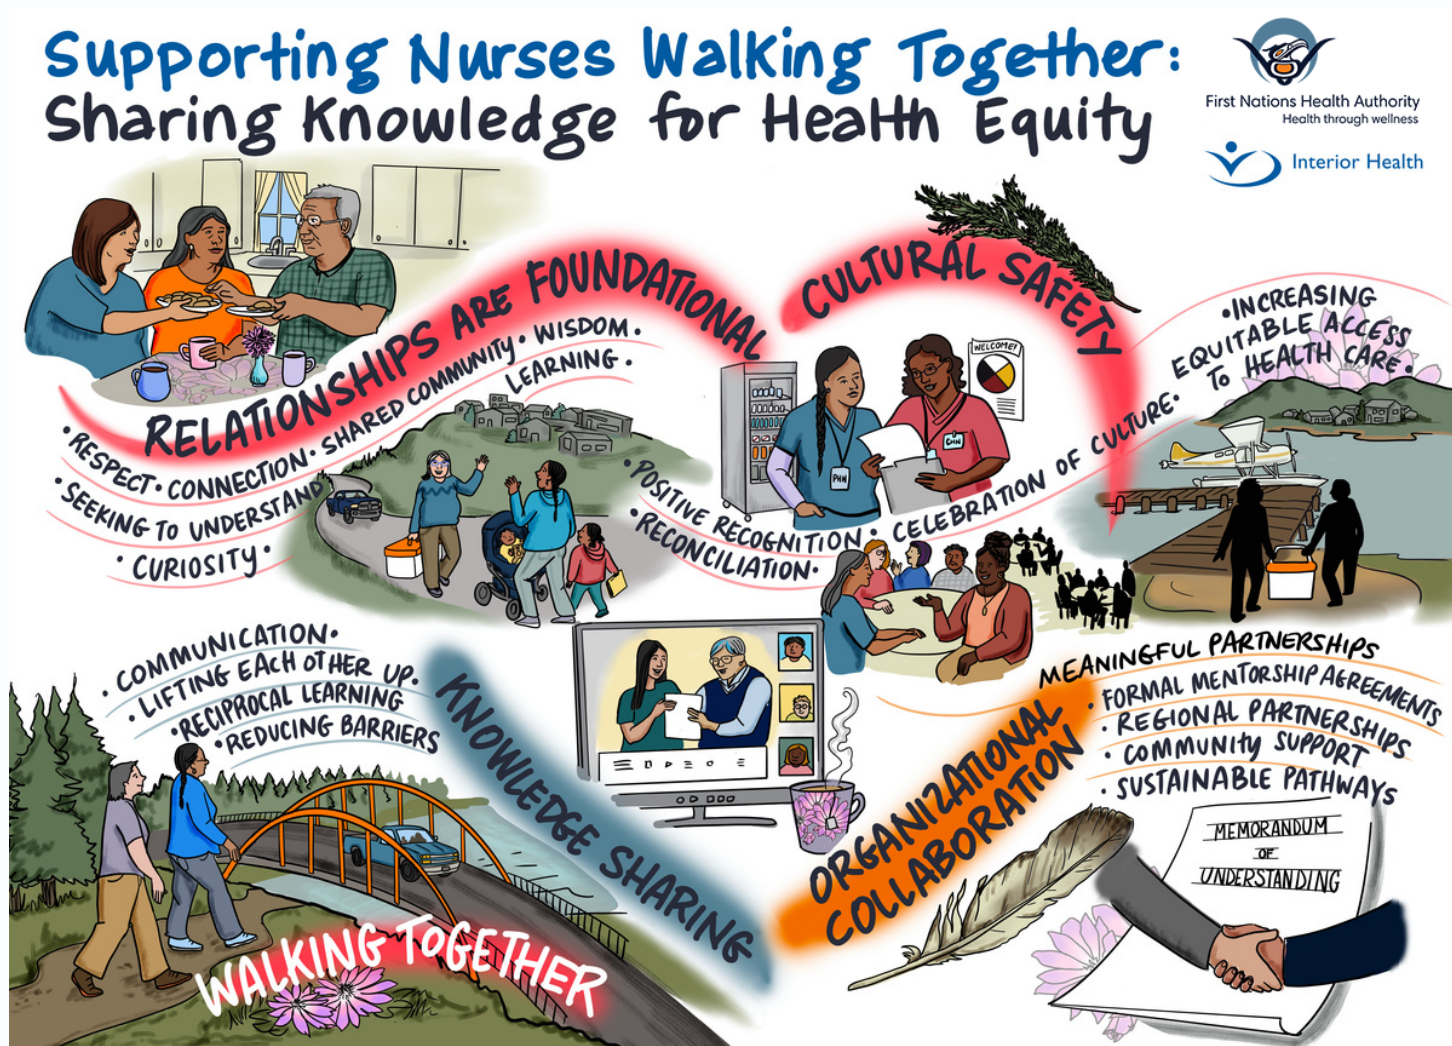 Supporting Nurses Walking Together:
Sharing Knowledge for Health Equity
First Nations Health Authority
Health through wellness
Interior Health
RELATIONSHIPS ARE FOUNDATIONAL
• RESPECT • CONNECTION • SHARED COMMUNITY • WISDOM •
LEARNING •
• SEEKING TO UNDERSTAND
• CURIOSITY •
CULTURAL SAFETY
WELCOME!
PHN
CHN
• POSITIVE RECOGNITION • CELEBRATION OF CULTURE •
• RECONCILIATION •
• INCREASING
EQUITABLE ACCESS
TO HEALTH CARE •
• COMMUNICATION •
• LIFTING EACH OTHER UP •
• RECIPROCAL LEARNING
• REDUCING BARRIERS
KNOWLEDGE SHARING
WALKING TOGETHER
ORGANIZATIONAL
COLLABORATION
MEANINGFUL PARTNERSHIPS
• FORMAL MENTORSHIP AGREEMENTS
• REGIONAL PARTNERSHIPS
• COMMUNITY SUPPORT
• SUSTAINABLE PATHWAYS
MEMORANDUM
OF
UNDERSTANDING